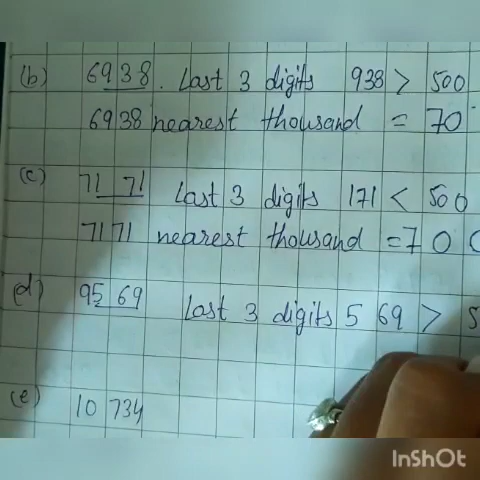 (b) 6938. Last 3 digits 938 > 500
6938 nearest thousand = 70
(c) 7171 Last 3 digits 171 < 500
7171 nearest thousand = 70
(d) 9569 Last 3 digits 569 >
(e) 10734
InShOt